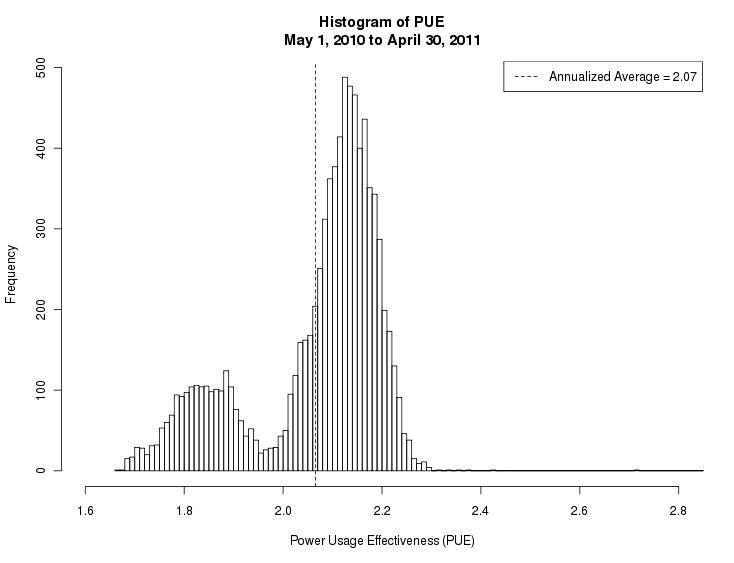 Histogram of PUE
May 1, 2010 to April 30, 2011
Annualized Average = 2.07
Frequency
500
400
300
200
100
0
1.6 1.8 2.0 2.2 2.4 2.6 2.8
Power Usage Effectiveness (PUE)